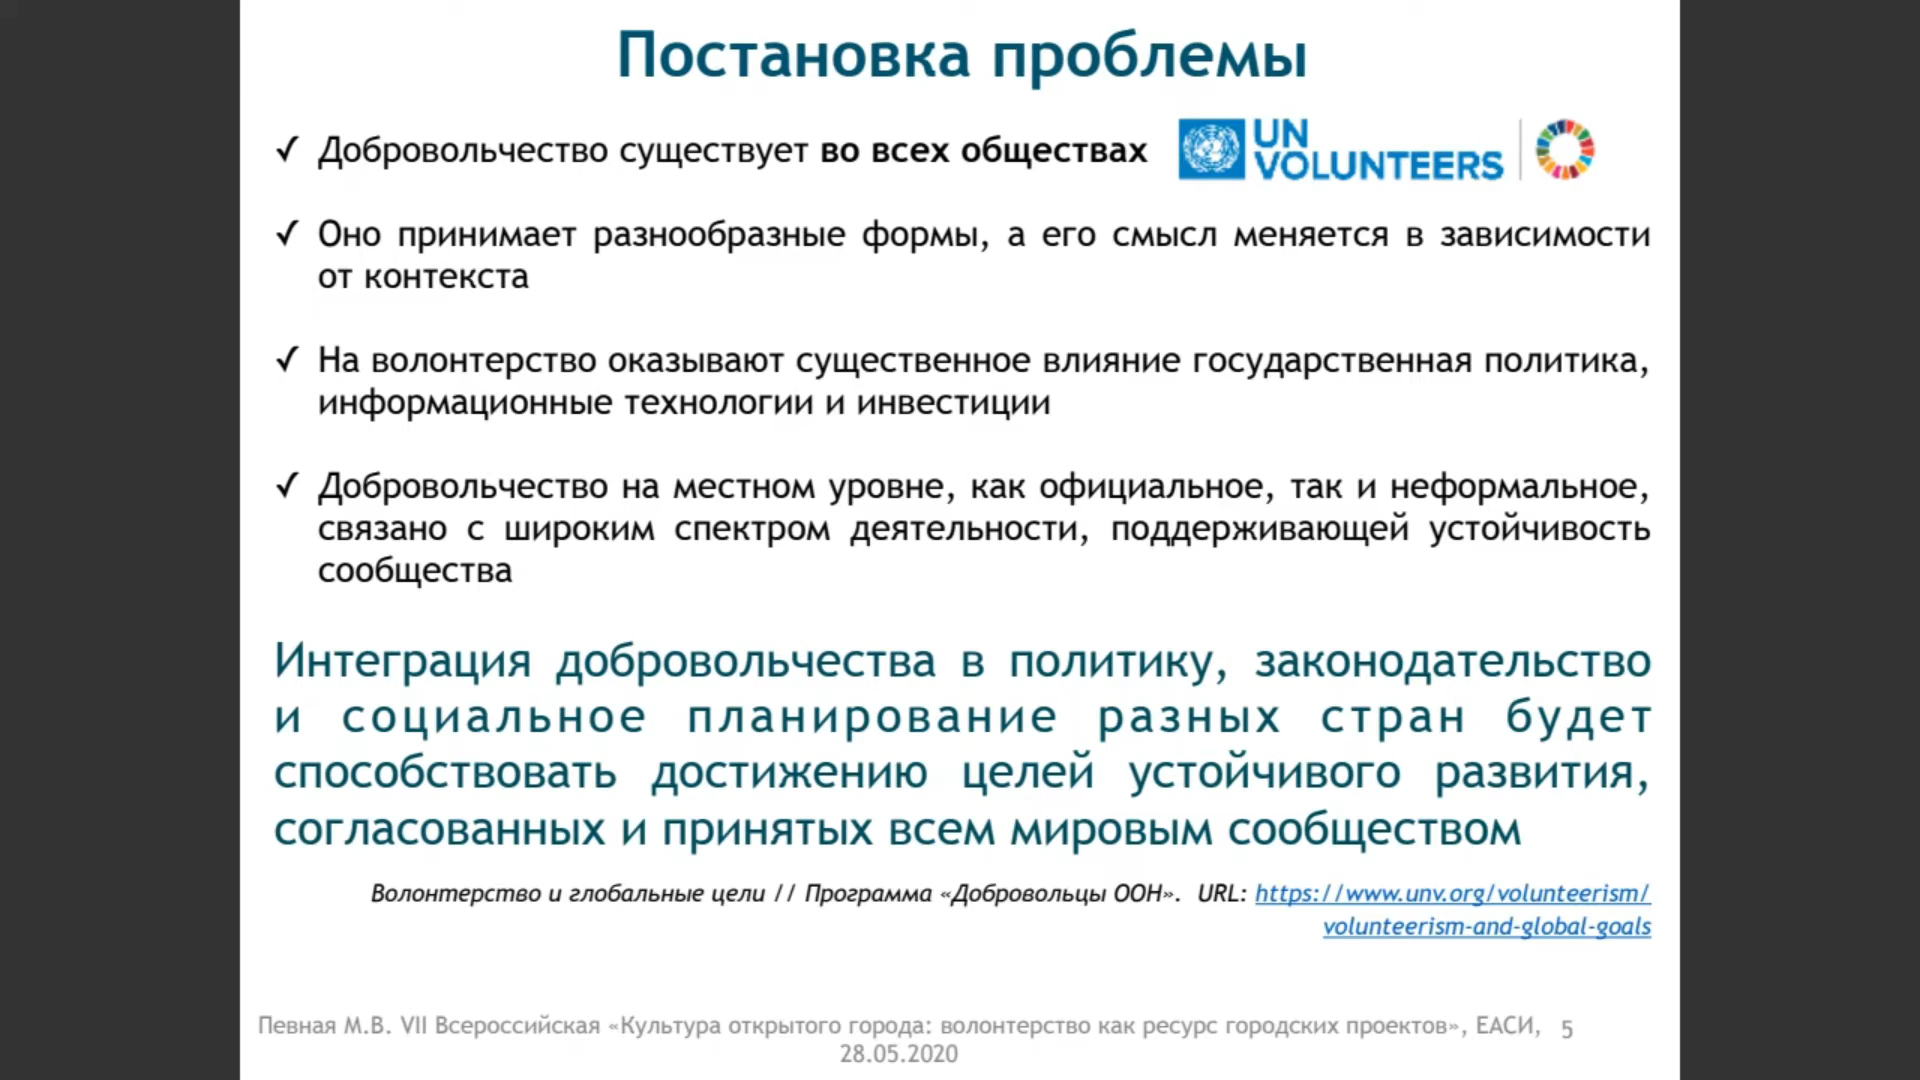 Постановка проблемы
✓ Добровольчество существует во всех обществах
UN
VOLUNTEERS
✓ Оно принимает разнообразные формы, а его смысл меняется в зависимости
от контекста
✓ На волонтерство оказывают существенное влияние государственная политика,
информационные технологии и инвестиции
✓ Добровольчество на местном уровне, как официальное, так и неформальное,
связано с широким спектром деятельности, поддерживающей устойчивость
сообщества
Интеграция добровольчества в политику, законодательство
и социальное планирование разных стран будет
способствовать достижению целей устойчивого развития,
согласованных и принятых всем мировым сообществом
Волонтерство и глобальные цели // Программа «Добровольцы ООН». URL: https://www.unv.org/volunteerism/
volunteerism-and-global-goals
Певная М.В. VII Всероссийская «Культура открытого города: волонтерство как ресурс городских проектов», ЕАСИ,
28.05.2020
5